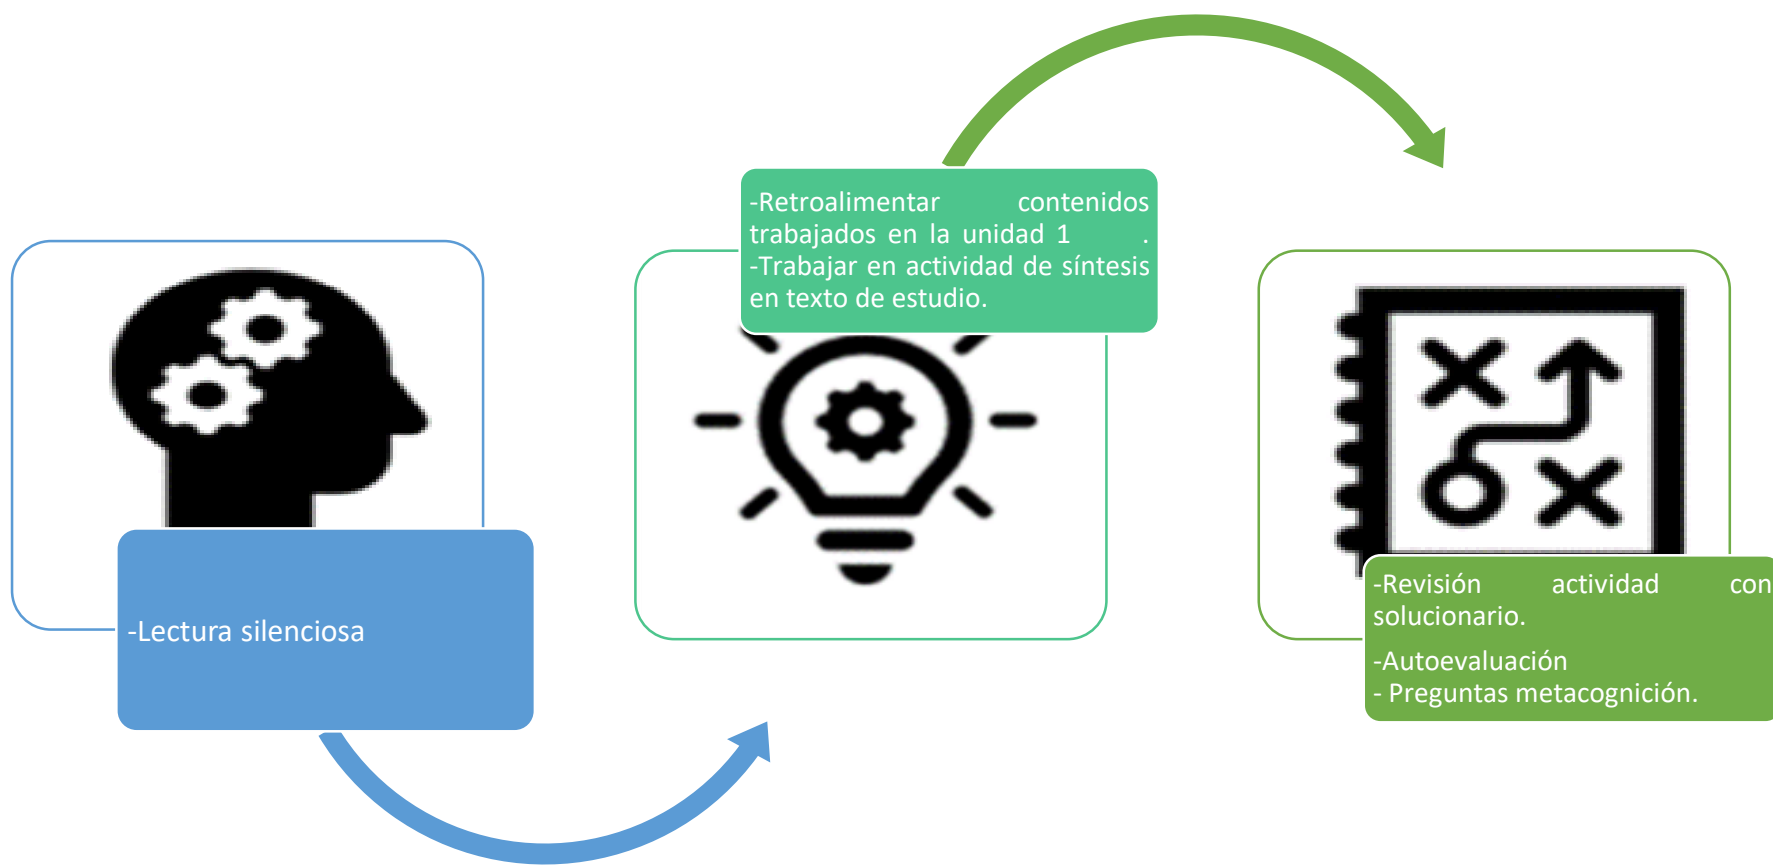 -Lectura silenciosa
-Retroalimentar contenidos
trabajados en la unidad 1 .
-Trabajar en actividad de síntesis
en texto de estudio.
-Revisión actividad con
solucionario.
-Autoevaluación
- Preguntas metacognición.